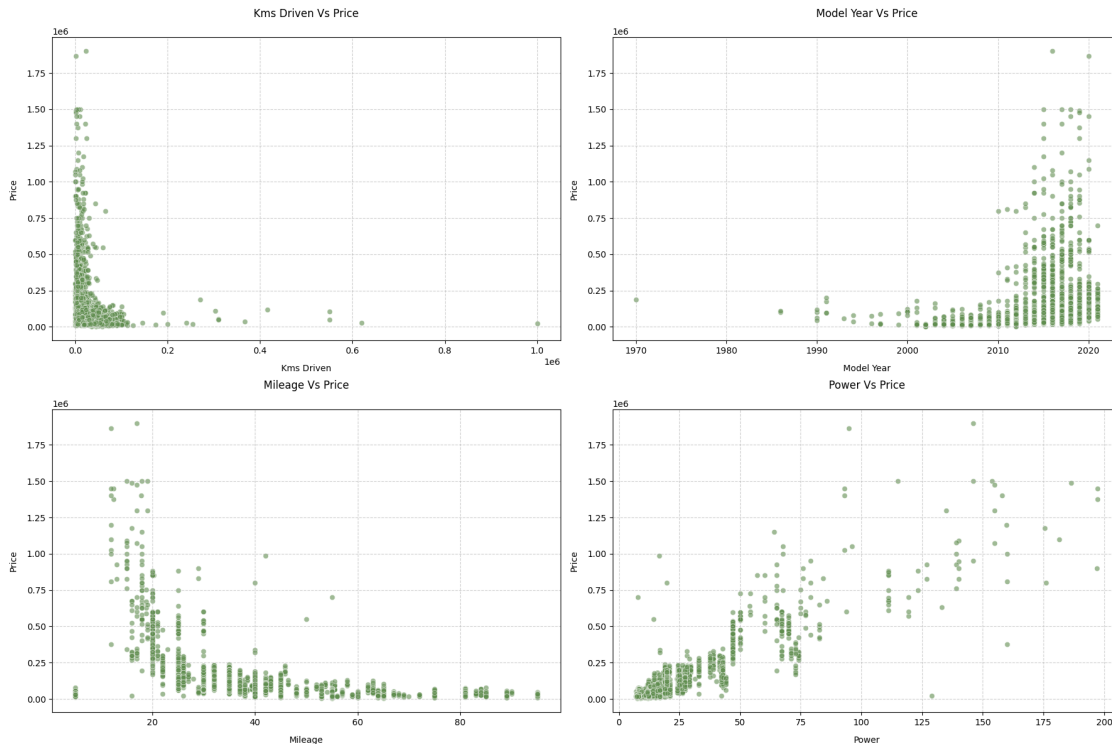 Kms Driven Vs Price
1e6
Price
1.75
1.50
1.25
1.00
0.75
0.50
0.25
0.00
0.0 0.2 0.4 0.6 0.8 1.0
1e6
Kms Driven
Model Year Vs Price
1e6
Price
1.75
1.50
1.25
1.00
0.75
0.50
0.25
0.00
1970 1980 1990 2000 2010 2020
Model Year
Mileage Vs Price
1e6
Price
1.75
1.50
1.25
1.00
0.75
0.50
0.25
0.00
20 40 60 80
Mileage
Power Vs Price
1e6
Price
1.75
1.50
1.25
1.00
0.75
0.50
0.25
0.00
0 25 50 75 100 125 150 175 200
Power